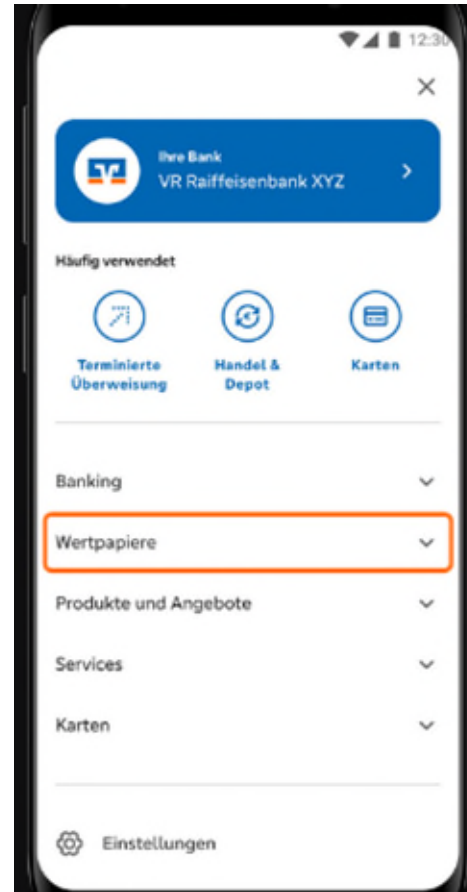 12:30
Ihre Bank
VR Raiffeisenbank XYZ
Häufig verwendet
Terminierte
Überweisung
Handel &
Depot
Karten
Banking
Wertpapiere
Produkte und Angebote
Services
Karten
Einstellungen